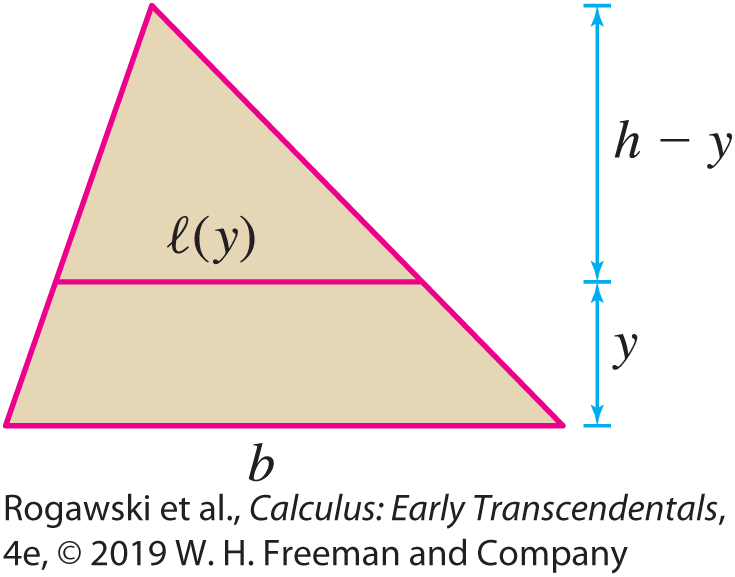 h − y
ℓ(y)
y
b
Rogawski et al., Calculus: Early Transcendentals,
4e, © 2019 W. H. Freeman and Company